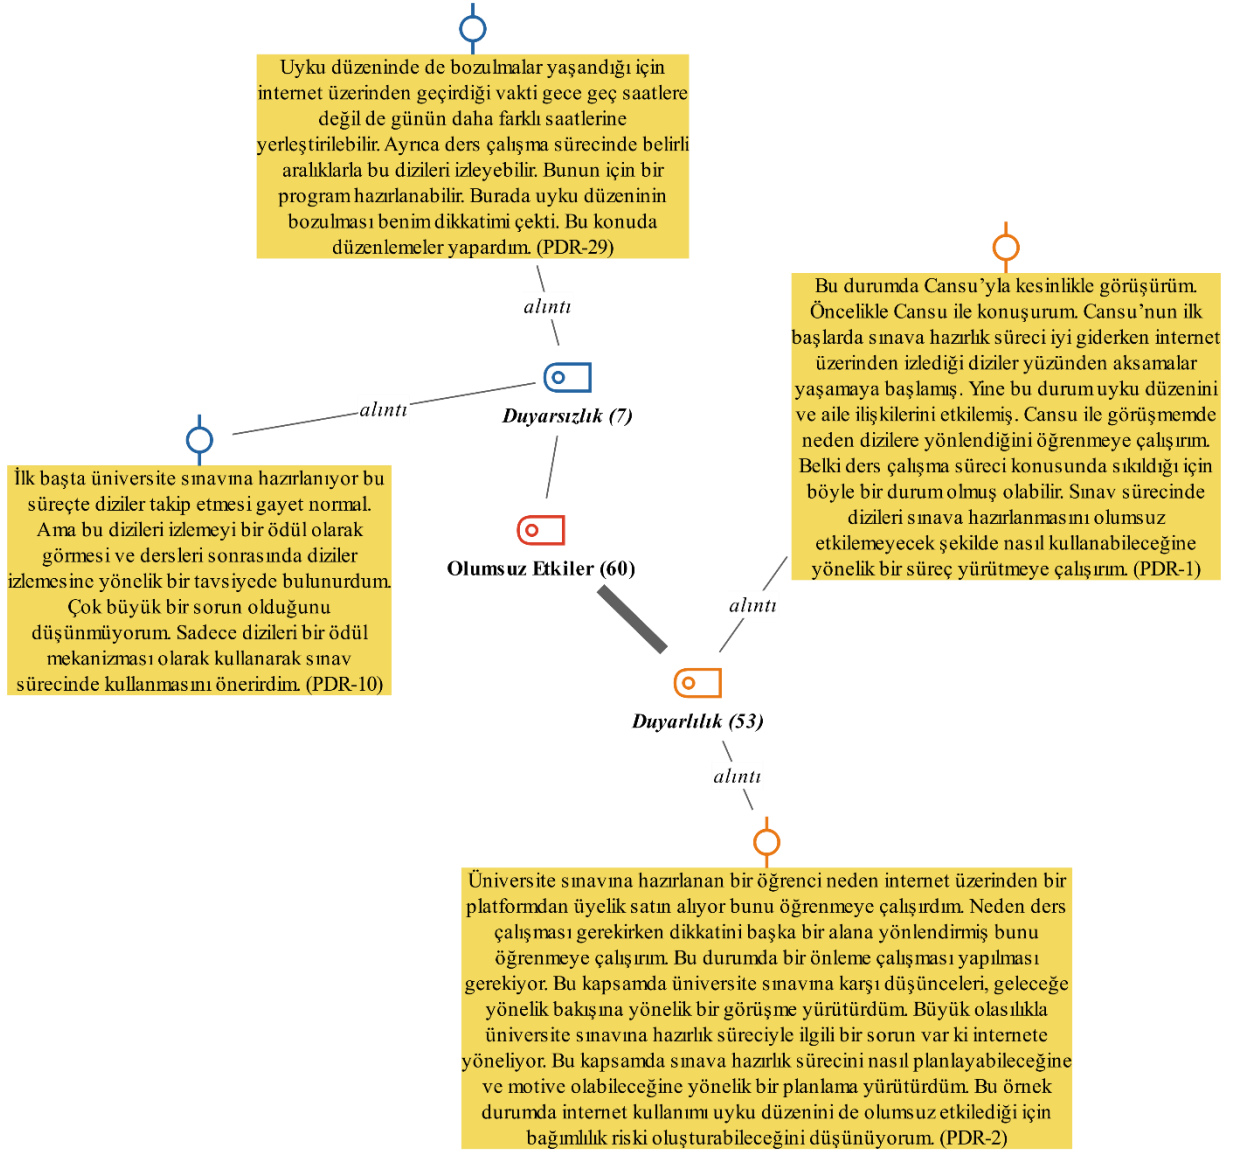 Uyku düzeninde de bozulmalar yaşandığı için
internet üzerinden geçirdiği vakti gece geç saatlere
değil de günün daha farklı saatlerine
yerleştirilebilir. Ayrıca ders çalışma sürecinde belirli
aralıklarla bu dizileri izleyebilir. Bunun için bir
program hazırlanabilir. Burada uyku düzeninin
bozulması benim dikkatimi çekti. Bu konuda
düzenlemeler yapardım. (PDR-29)
alıntı
Duyarsızlık (7)
alıntı
İlk başta üniversite sınavına hazırlanıyor bu
süreçte diziler takip etmesi gayet normal.
Ama bu dizileri izlemeyi bir ödül olarak
görmesi ve dersleri sonrasında diziler
izlemesine yönelik bir tavsiyede bulunurdum.
Çok büyük bir sorun olduğunu
düşünmüyorum. Sadece dizileri bir ödül
mekanizması olarak kullanarak sınav
sürecinde kullanmasını önerirdim. (PDR-10)
Olumsuz Etkiler (60)
Bu durumda Cansu’yla kesinlikle görüşürüm.
Öncelikle Cansu ile konuşurum. Cansu’nun ilk
başlarda sınava hazırlık süreci iyi giderken internet
üzerinden izlediği diziler yüzünden aksamalar
yaşamaya başlamış. Yine bu durum uyku düzenini
ve aile ilişkilerini etkilemiş. Cansu ile görüşmemde
neden dizilere yönlendiğini öğrenmeye çalışırım.
Belki ders çalışma süreci konusunda sıkıldığı için
böyle bir durum olmuş olabilir. Sınav sürecinde
dizileri sınava hazırlanmasını olumsuz
etkilemeyecek şekilde nasıl kullanabileceğine
yönelik bir süreç yürütmeye çalışırım. (PDR-1)
alıntı
Duyarlılık (53)
alıntı
Üniversite sınavına hazırlanan bir öğrenci neden internet üzerinden bir
platformdan üyelik satın alıyor bunu öğrenmeye çalışırdım. Neden ders
çalışması gerekirken dikkatini başka bir alana yönlendirmiş bunu
öğrenmeye çalışırım. Bu durumda bir önleme çalışması yapılması
gerekiyor. Bu kapsamda üniversite sınavına karşı düşünceleri, geleceğe
yönelik bakışına yönelik bir görüşme yürütürdüm. Büyük olasılıkla
üniversite sınavına hazırlık süreciyle ilgili bir sorun var ki internete
yöneliyor. Bu kapsamda sınava hazırlık sürecini nasıl planlayabileceğine
ve motive olabileceğine yönelik bir planlama yürütürdüm. Bu örnek
durumda internet kullanımı uyku düzenini de olumsuz etkilediği için
bağımlılık riski oluşturabileceğini düşünüyorum. (PDR-2)